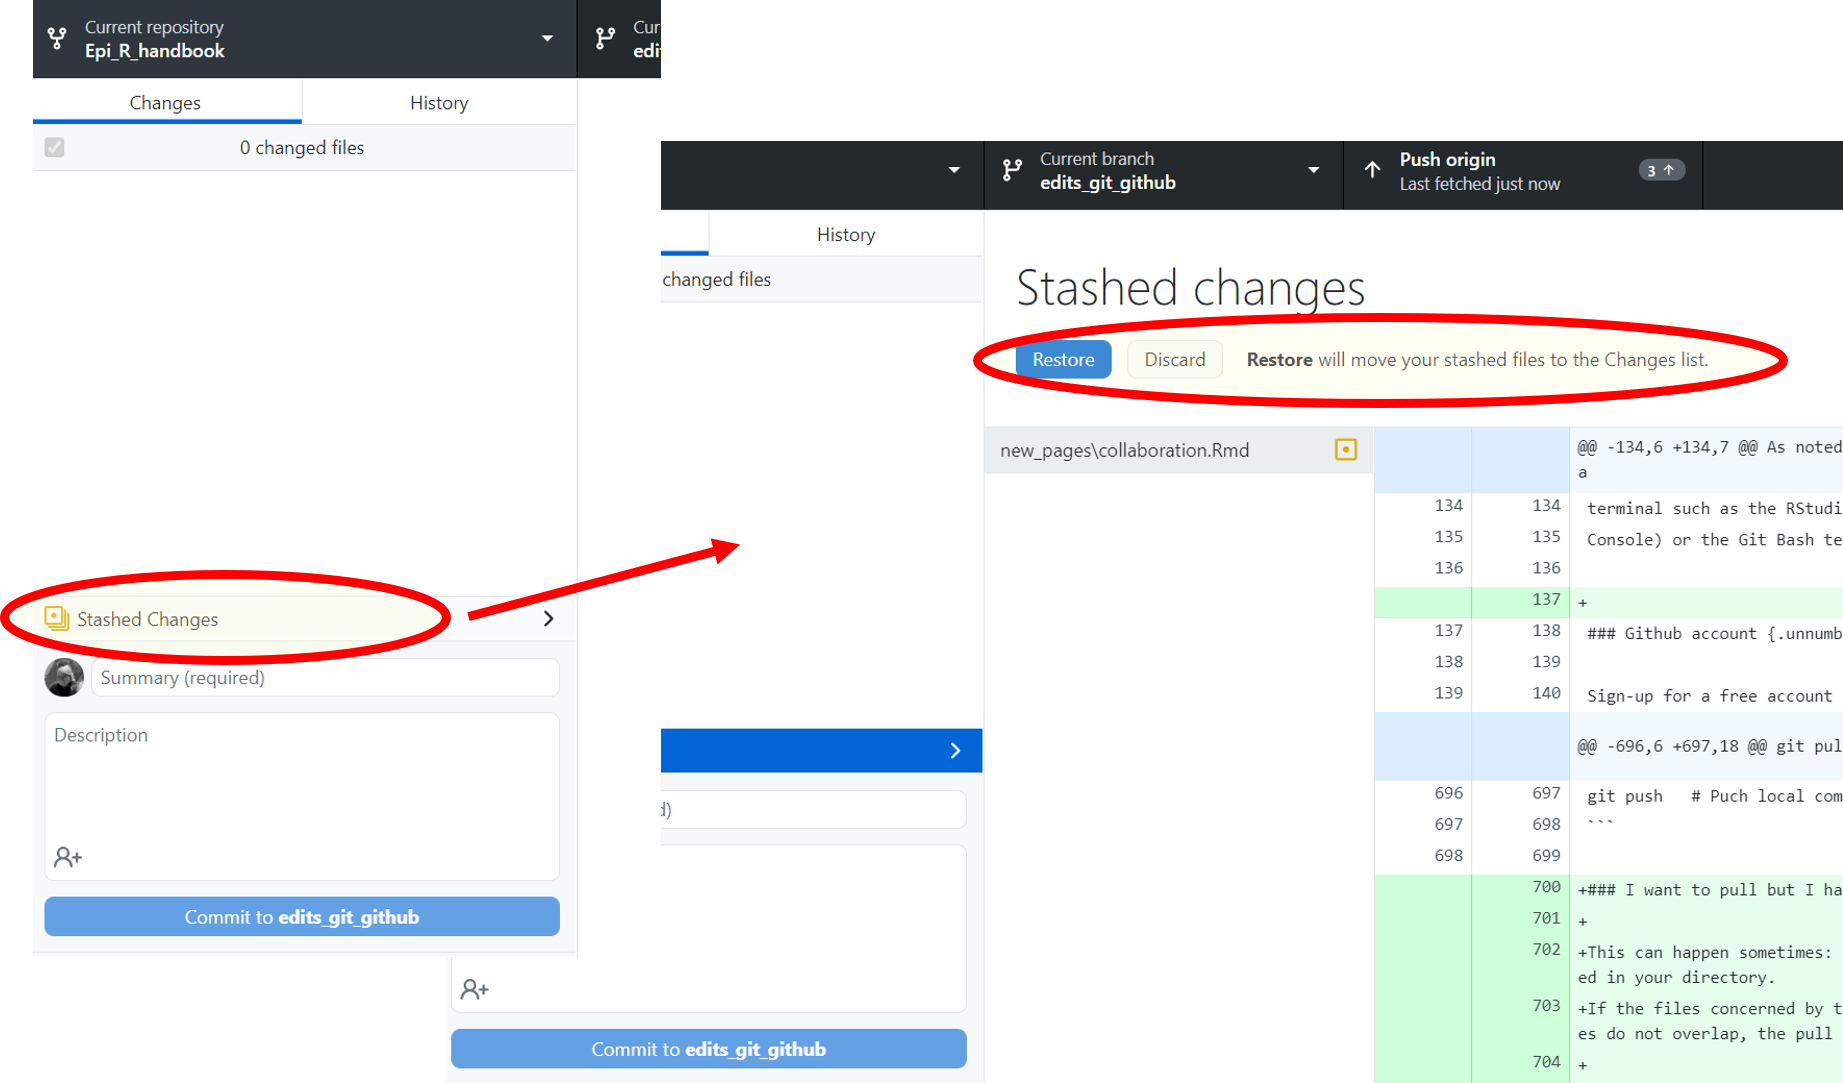 Current repository
Epi_R_handbook
Cur
edi
Changes
History
0 changed files
Stashed Changes
Summary (required)
Description
Commit to edits_git_github
Current branch
edits_git_github
Push origin
Last fetched just now
3
History
changed files
Stashed changes
Restore
Discard
Restore will move your stashed files to the Changes list.
new_pages\collaboration.Rmd
@@ -134,6 +134,7 @@ As noted
a
134 134 terminal such as the RStudi
135 135 Console) or the Git Bash te
136 136
137 +
137 138 ### Github account {.unnumb
138 139
139 140 Sign-up for a free account
@@ -696,6 +697,18 @@ git pul
696 697 git push   # Puch local com
697 698 ```
698 699
700 +### I want to pull but I ha
701 +
702 +This can happen sometimes:
ed in your directory.
703 +If the files concerned by t
es do not overlap, the pull
704 +
d)
Commit to edits_git_github